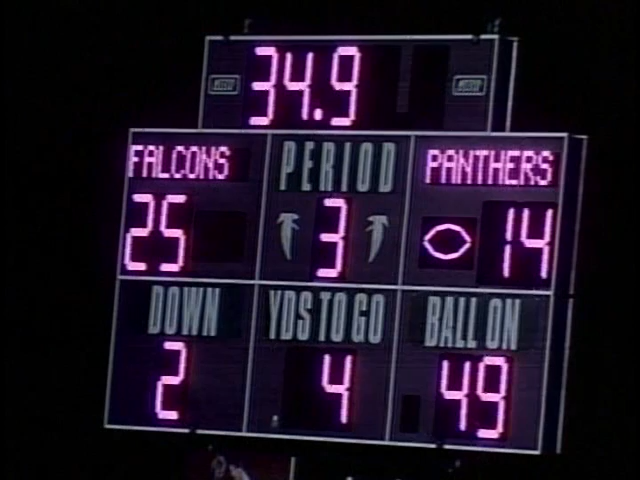 34.9
FALCONS PERIOD PANTHERS
25 3 14
DOWN YDS TO GO BALL ON
2 4 49